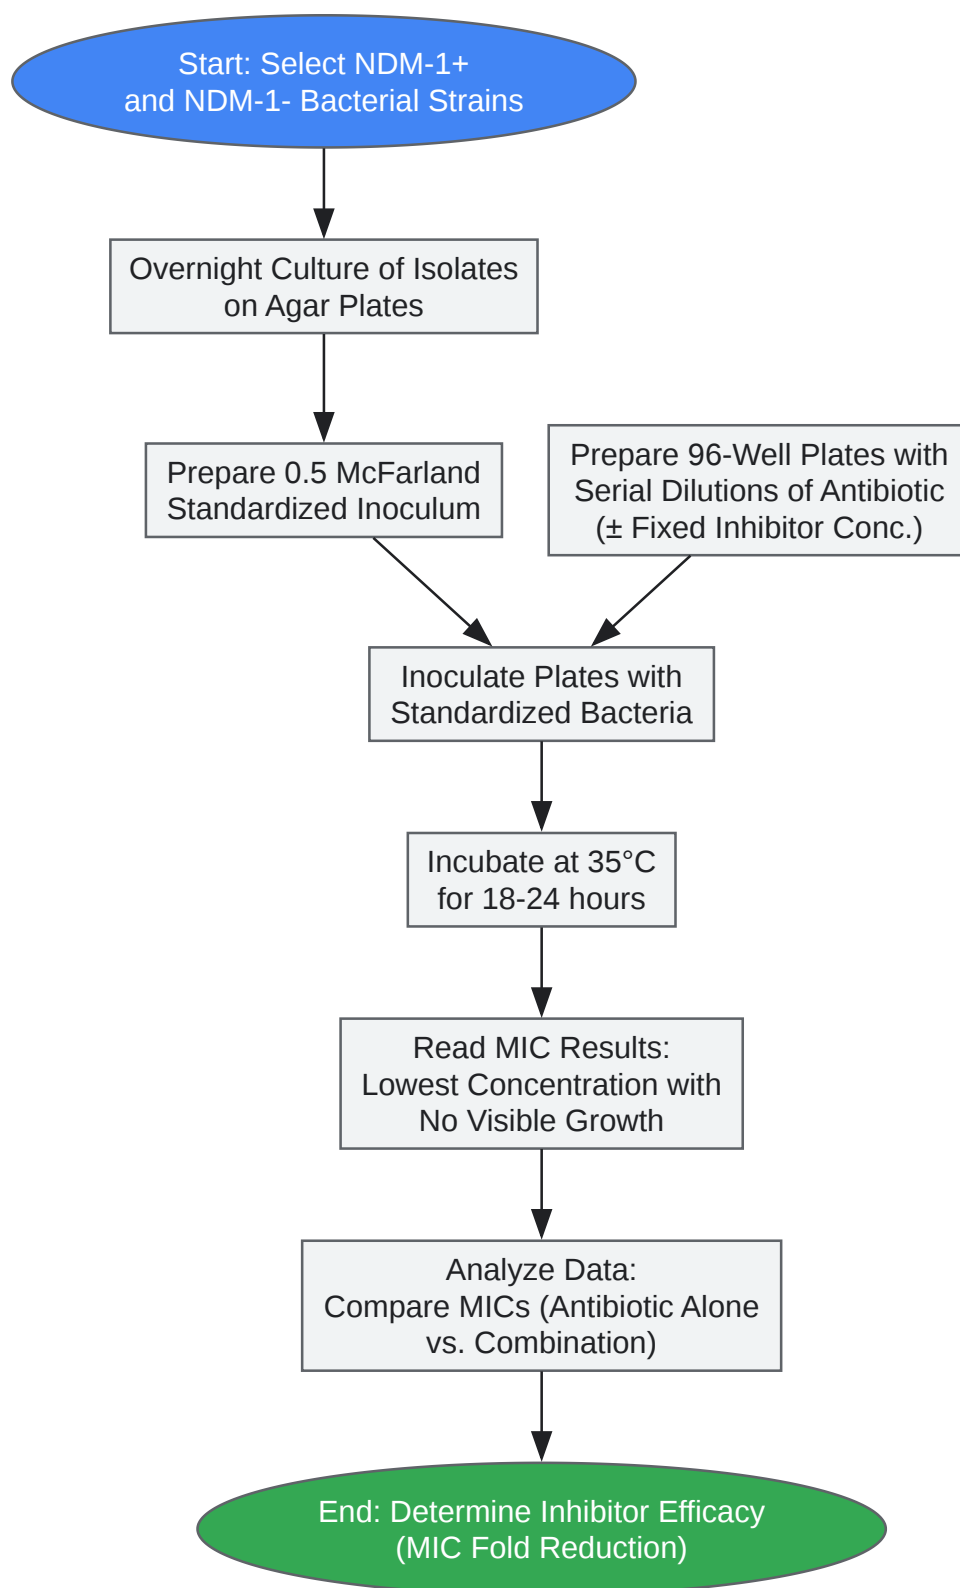 Start: Select NDM-1+
and NDM-1- Bacterial Strains
Overnight Culture of Isolates
on Agar Plates
Prepare 0.5 McFarland
Standardized Inoculum
Prepare 96-Well Plates with
Serial Dilutions of Antibiotic
(± Fixed Inhibitor Conc.)
Inoculate Plates with
Standardized Bacteria
Incubate at 35°C
for 18-24 hours
Read MIC Results:
Lowest Concentration with
No Visible Growth
Analyze Data:
Compare MICs (Antibiotic Alone
vs. Combination)
End: Determine Inhibitor Efficacy
(MIC Fold Reduction)